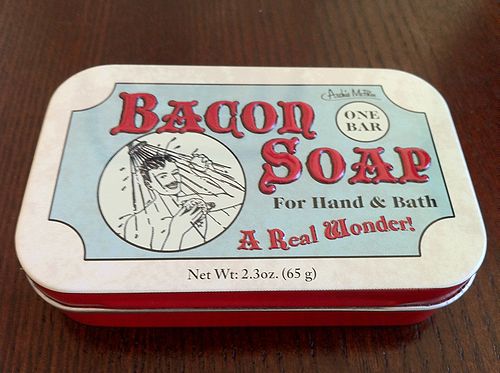 Archie McPhee
BACON
ONE
BAR
SOAP
For Hand & Bath
A Real Wonder!
Net Wt: 2.3oz. (65 g)